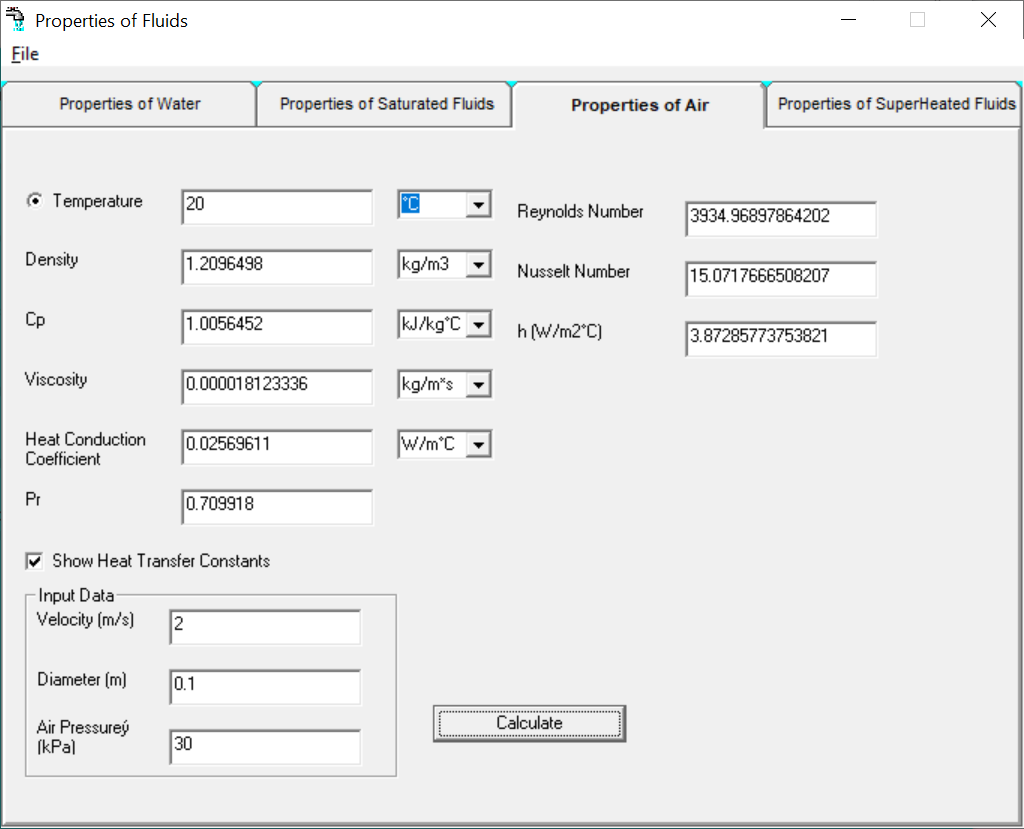 Properties of Fluids
File
Properties of Water
Properties of Saturated Fluids
Properties of Air
Properties of SuperHeated Fluids
Temperature
20
°C
Reynolds Number
3934.96897864202
Density
1.2096498
kg/m3
Nusselt Number
15.0717666508207
Cp
1.0056452
kJ/kg°C
h (W/m2°C)
3.87285773753821
Viscosity
0.000018123336
kg/m*s
Heat Conduction
Coefficient
0.02569611
W/m°C
Pr
0.709918
Show Heat Transfer Constants
Input Data
Velocity (m/s)
2
Diameter (m)
0.1
Air Pressureý
(kPa)
30
Calculate